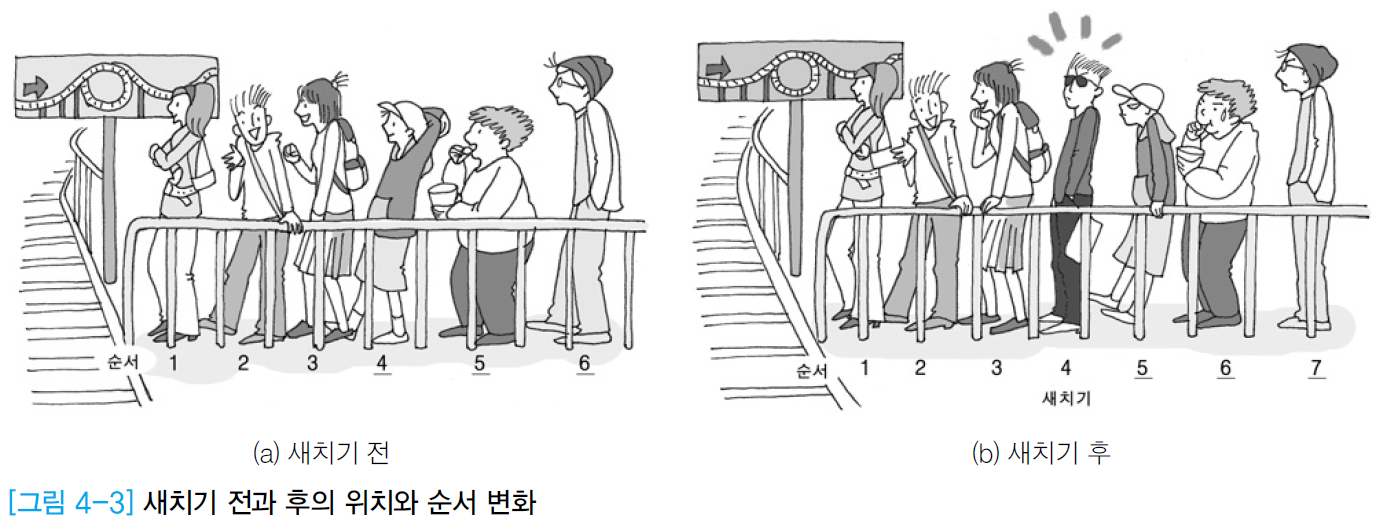 순서 1 2 3 4 5 6
순서 1 2 3 4 5 6 7
새치기
(a) 새치기 전
(b) 새치기 후
[그림 4-3] 새치기 전과 후의 위치와 순서 변화